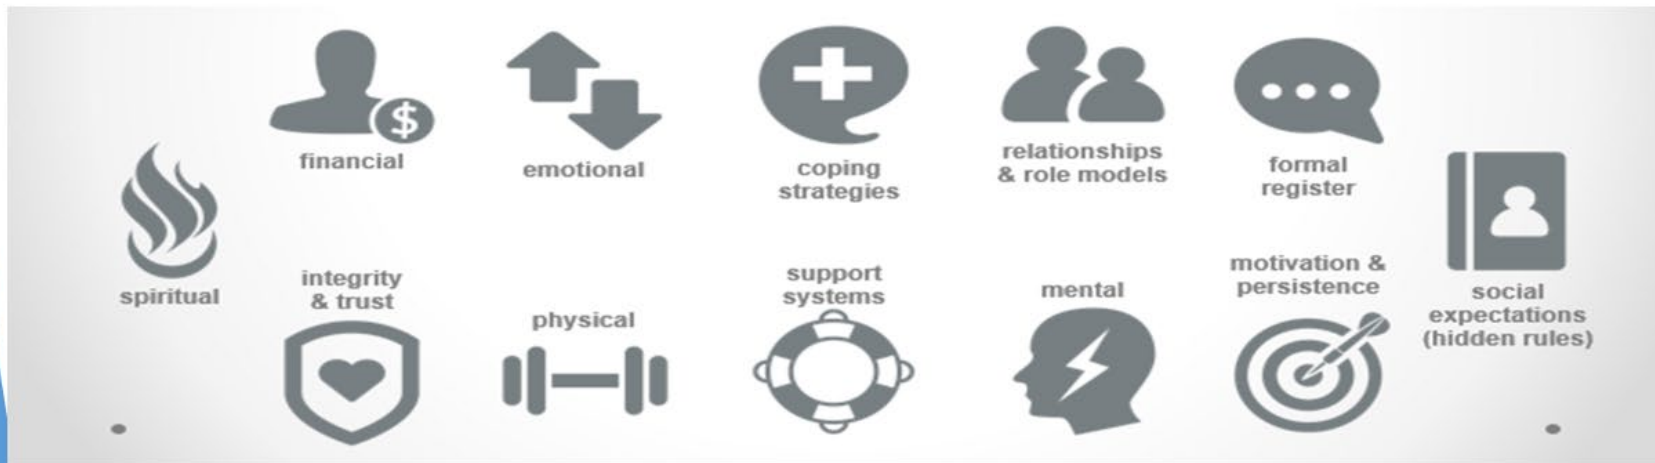 $
financial
emotional
coping
strategies
relationships
& role models
formal
register
spiritual
integrity
& trust
physical
support
systems
mental
motivation &
persistence
social
expectations
(hidden rules)